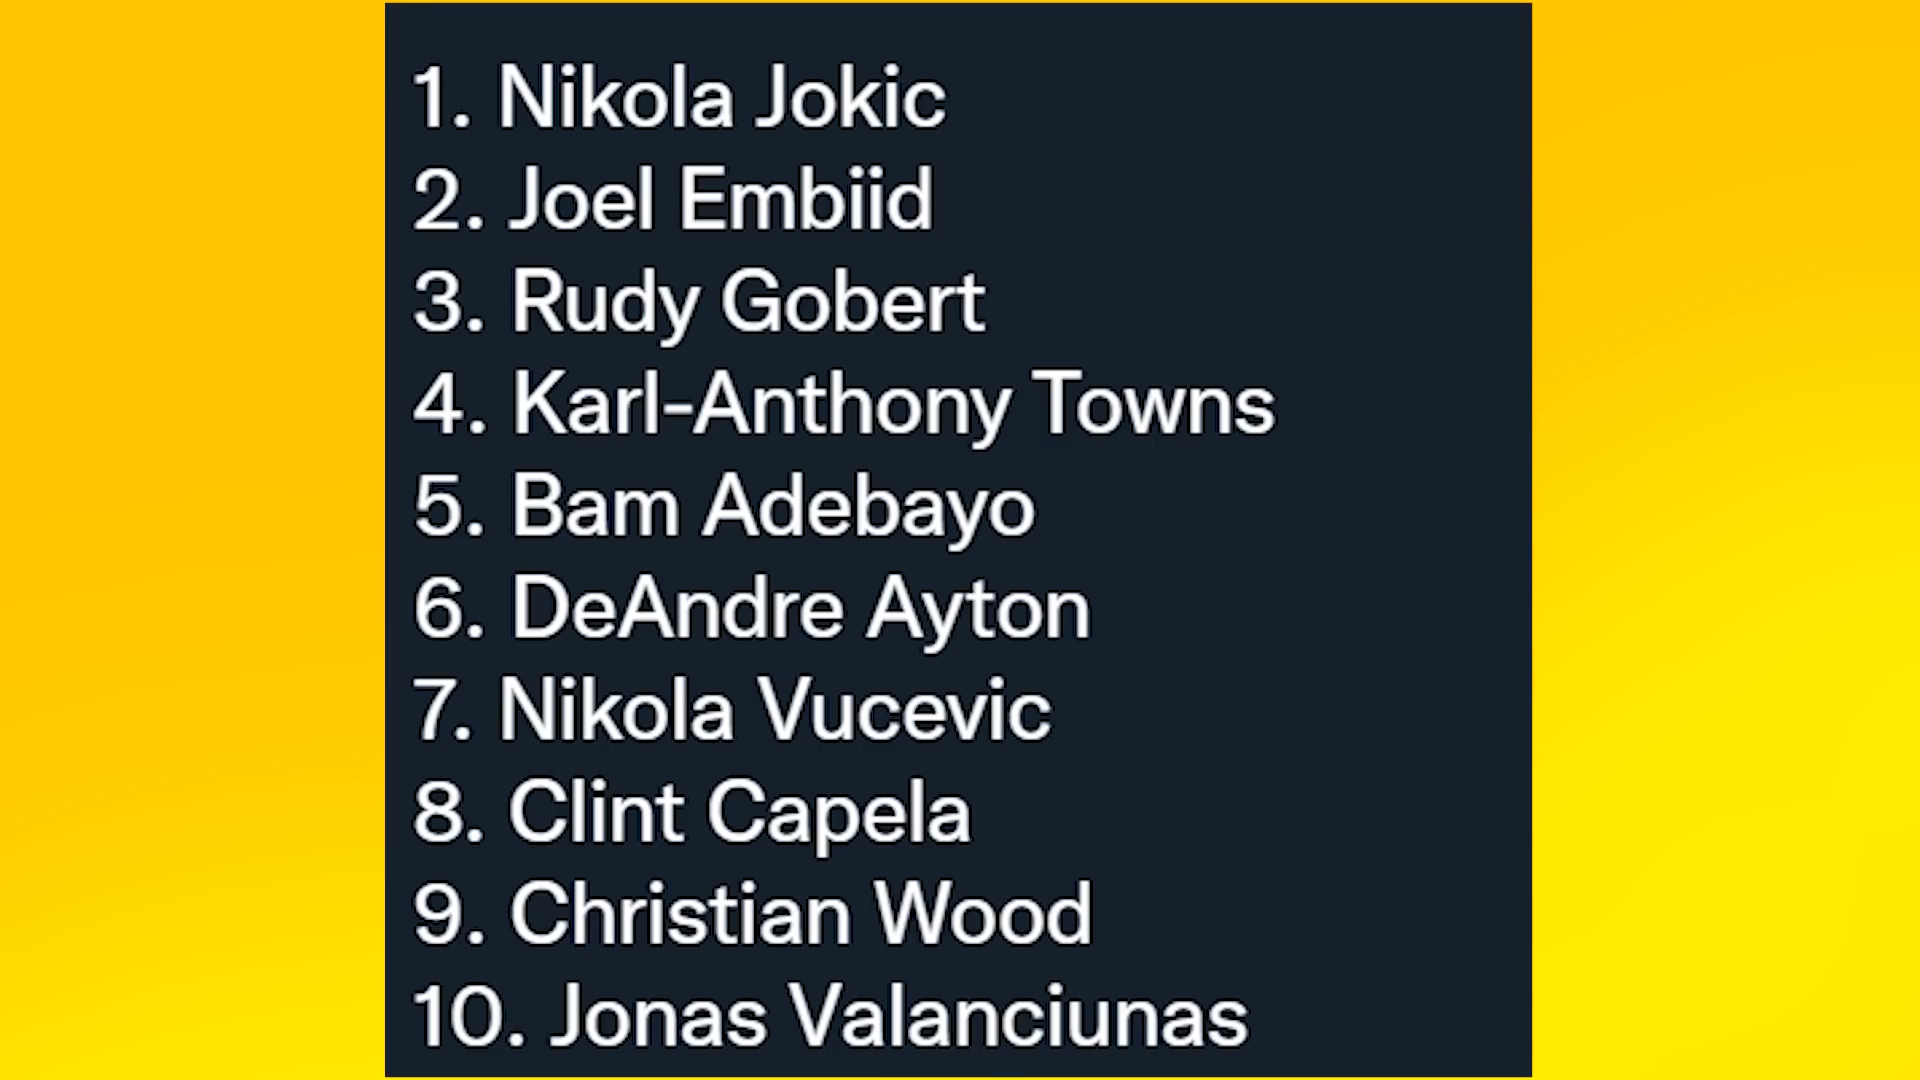 1. Nikola Jokic
2. Joel Embiid
3. Rudy Gobert
4. Karl-Anthony Towns
5. Bam Adebayo
6. DeAndre Ayton
7. Nikola Vucevic
8. Clint Capela
9. Christian Wood
10. Jonas Valanciunas